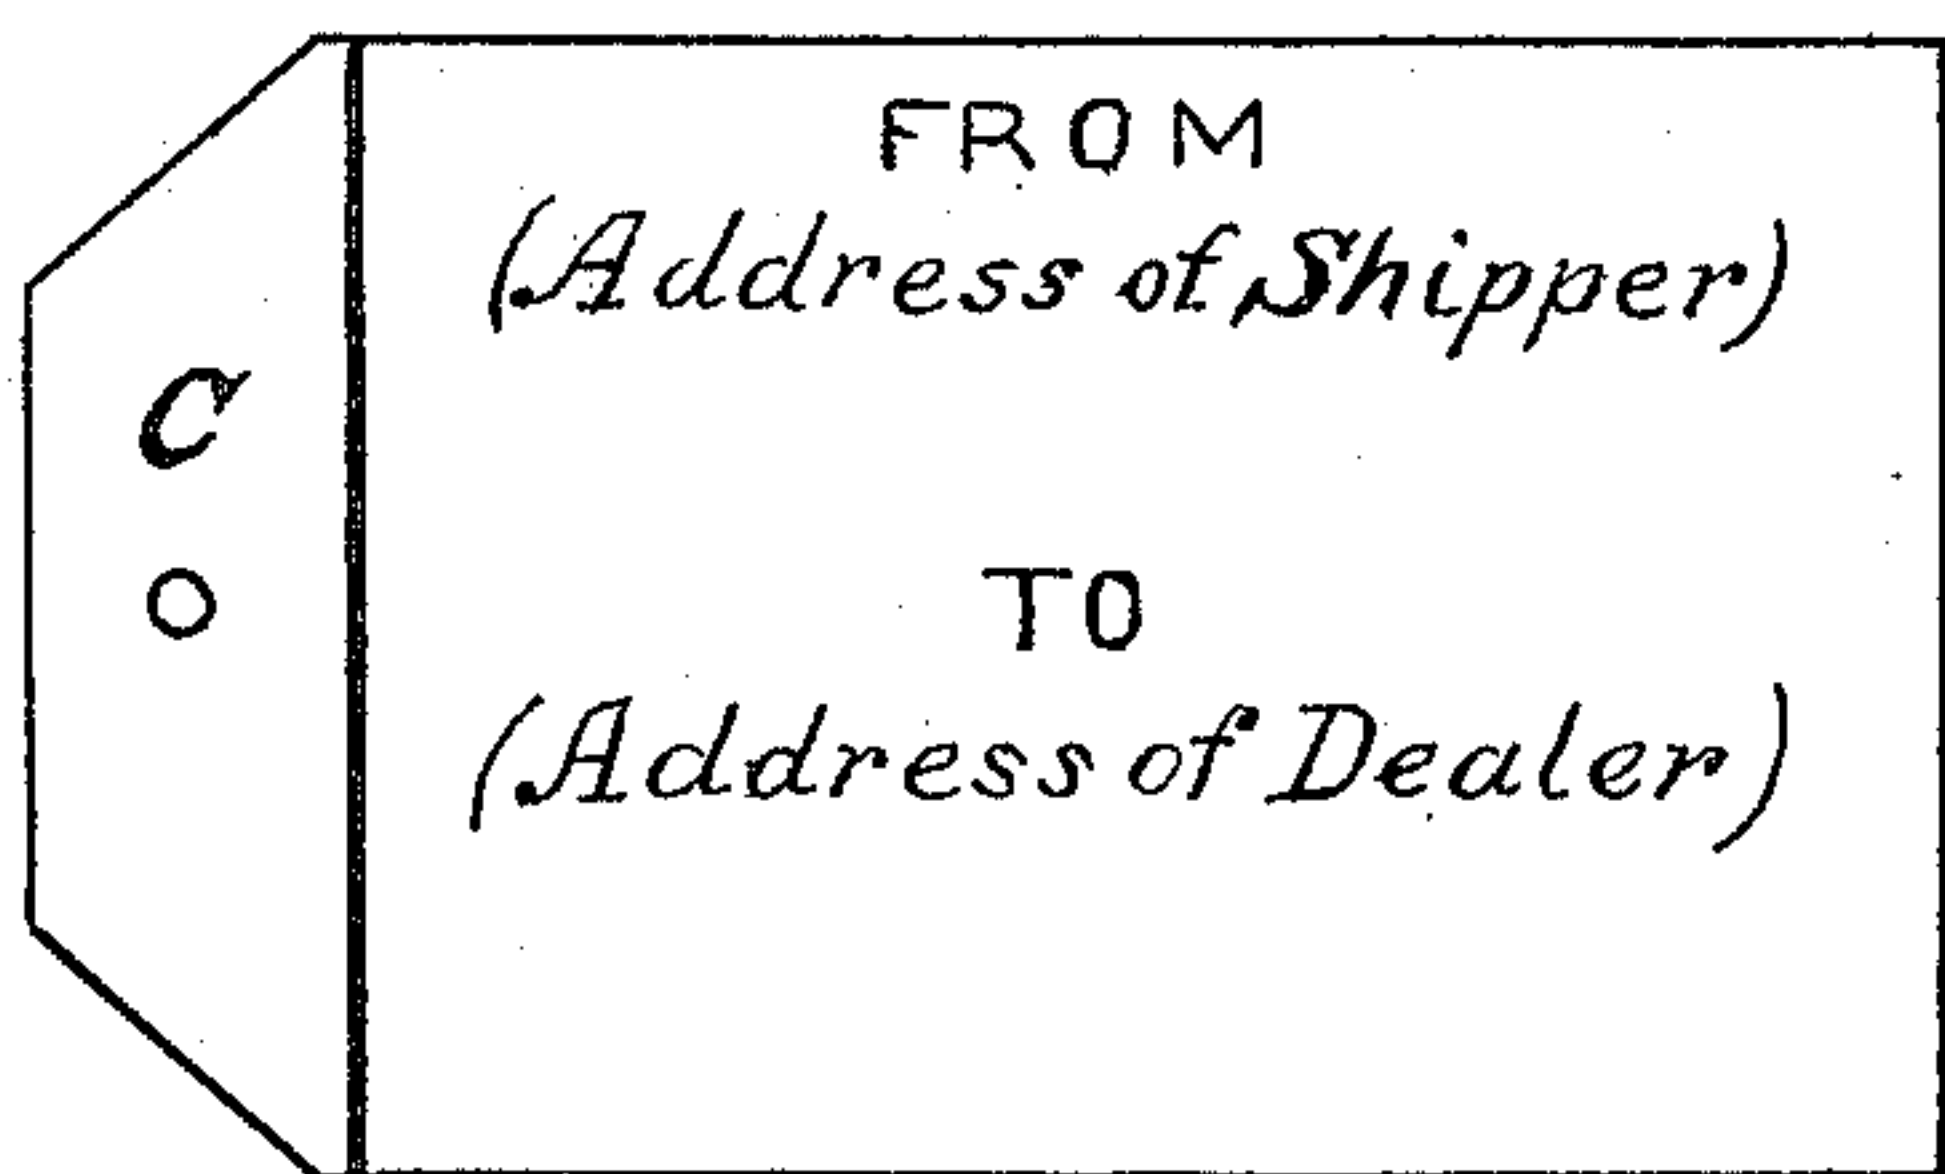 C
FROM
(Address of Shipper)
TO
(Address of Dealer)